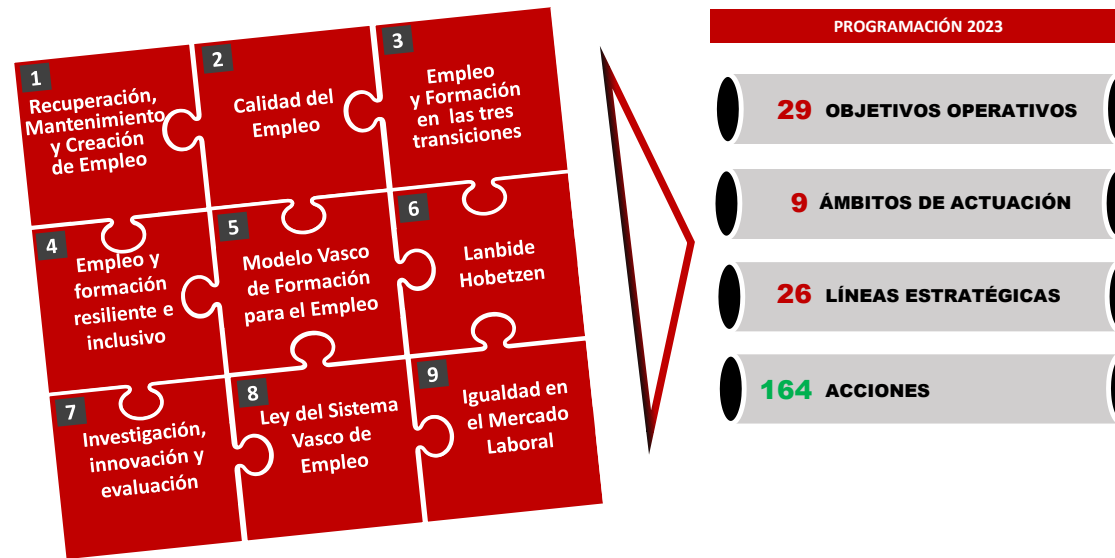 1
Recuperación,
Mantenimiento
y Creación
de Empleo
2
Calidad del
Empleo
3
Empleo
y Formación
en las tres
transiciones
4
Empleo y
formación
resiliente e
inclusivo
5
Modelo Vasco
de Formación
para el Empleo
6
Lanbide
Hobetzen
7
Investigación,
innovación y
evaluación
8
Ley del Sistema
Vasco de
Empleo
9
Igualdad en
el Mercado
Laboral
PROGRAMACIÓN 2023
29 OBJETIVOS OPERATIVOS
9 ÁMBITOS DE ACTUACIÓN
26 LÍNEAS ESTRATÉGICAS
164 ACCIONES